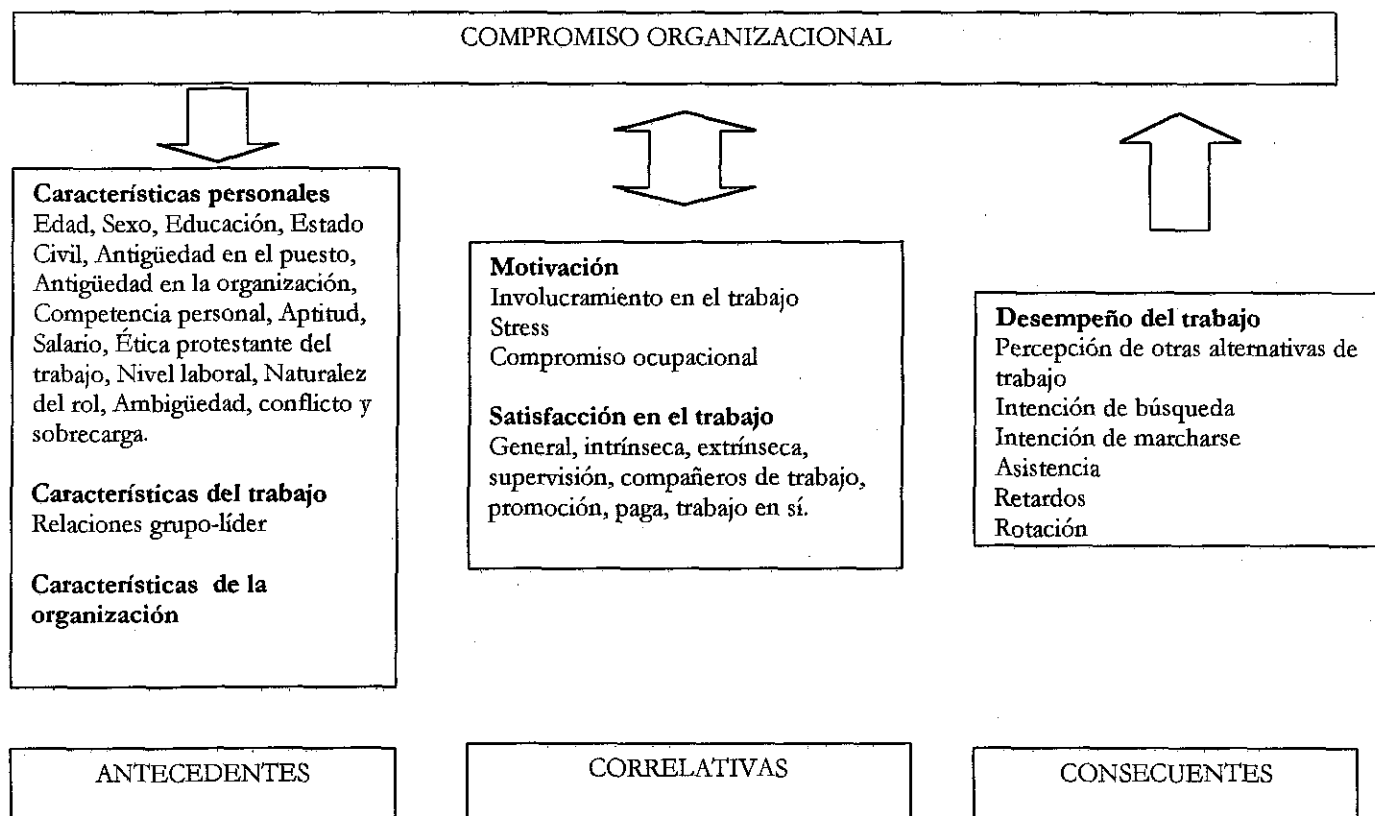 COMPROMISO ORGANIZACIONAL
Características personales
Edad, Sexo, Educación, Estado
Civil, Antigüedad en el puesto,
Antigüedad en la organización,
Competencia personal, Aptitud,
Salario, Ética protestante del
trabajo, Nivel laboral, Naturalez
del rol, Ambigüedad, conflicto y
sobrecarga.
Características del trabajo
Relaciones grupo-líder
Características de la
organización
Motivación
Involucramiento en el trabajo
Stress
Compromiso ocupacional
Satisfacción en el trabajo
General, intrínseca, extrínseca,
supervisión, compañeros de trabajo,
promoción, paga, trabajo en sí.
Desempeño del trabajo
Percepción de otras alternativas de
trabajo
Intención de búsqueda
Intención de marcharse
Asistencia
Retardos
Rotación
ANTECEDENTES
CORRELATIVAS
CONSECUENTES